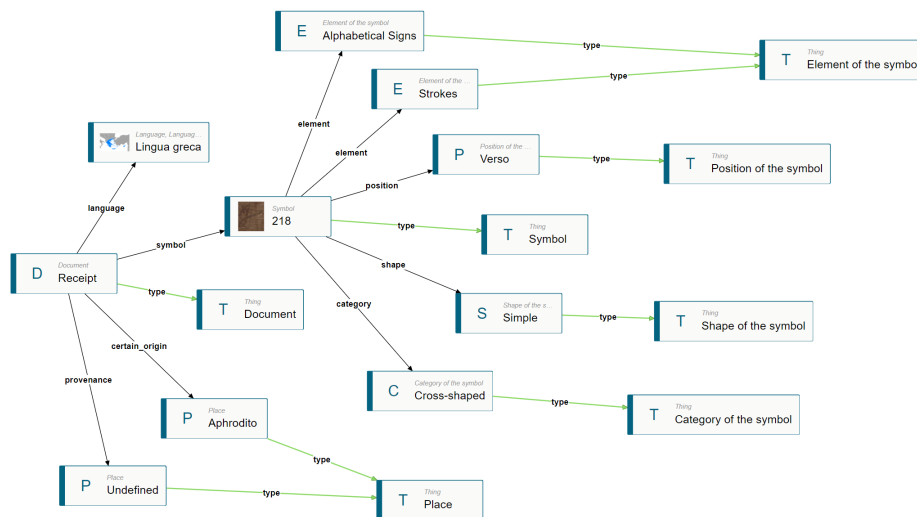 Element of the symbol
E
Alphabetical Signs
type
Thing
T
Element of the symbol
Element of the ...
E
Strokes
type
element
Language, Languag...
Lingua greca
element
Position of the ...
P
Verso
type
Thing
T
Position of the symbol
position
language
Symbol
218
type
Thing
T
Symbol
symbol
Document
D
Receipt
type
Thing
T
Document
shape
category
Shape of the s...
S
Simple
type
Thing
T
Shape of the symbol
certain_origin
provenance
Category of the symbol
C
Cross-shaped
type
Thing
T
Category of the symbol
Place
P
Aphrodito
type
Place
P
Undefined
type
Thing
T
Place